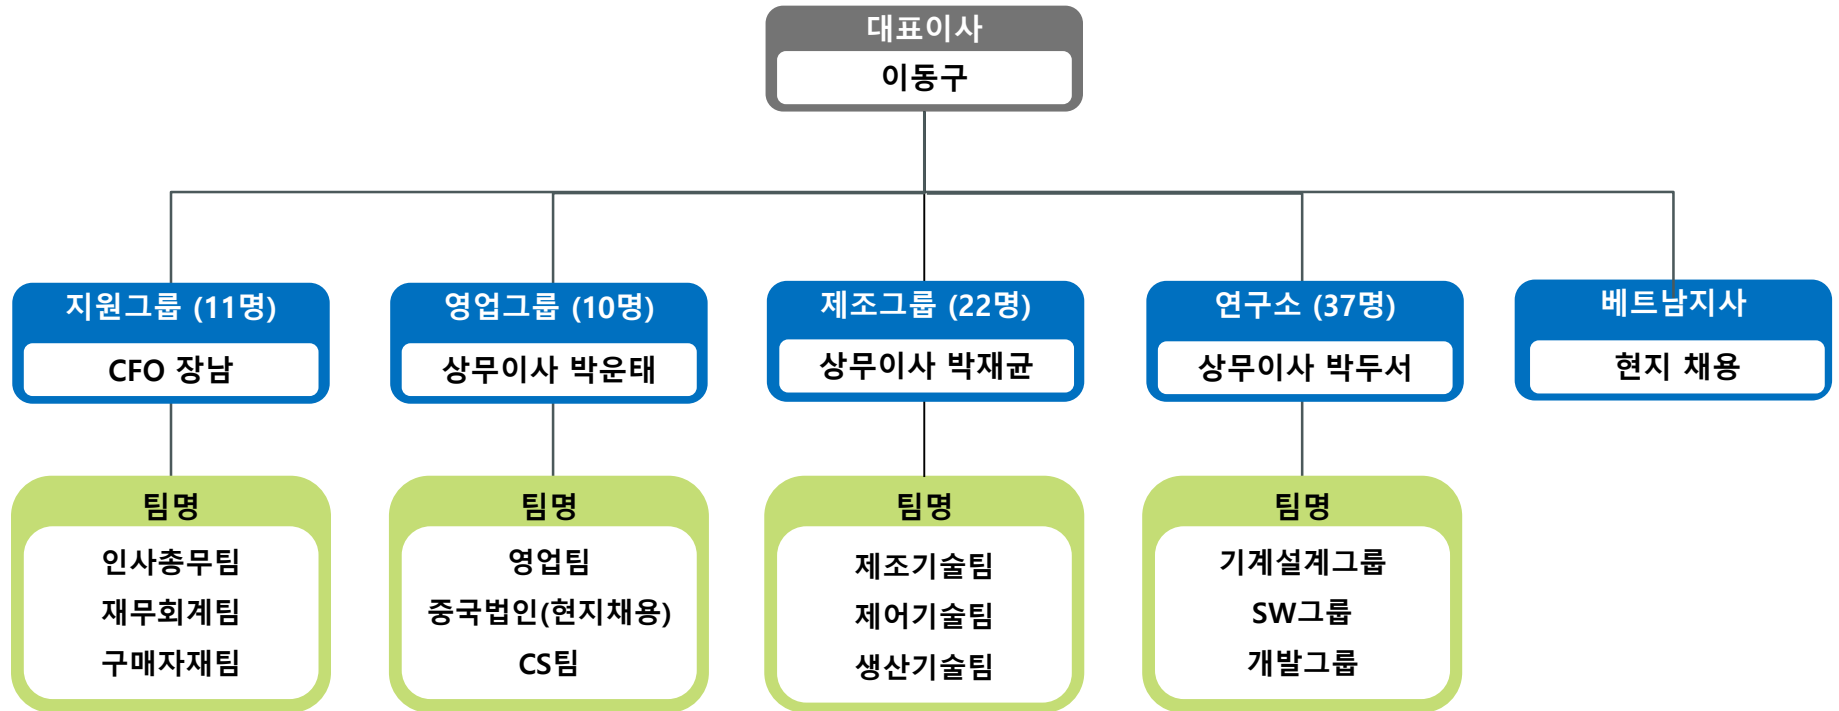 대표이사
이동구
지원그룹 (11명)
CFO 장남
영업그룹 (10명)
상무이사 박운태
제조그룹 (22명)
상무이사 박재균
연구소 (37명)
상무이사 박두서
베트남지사
현지 채용
팀명
인사총무팀
재무회계팀
구매자재팀
팀명
영업팀
중국법인(현지채용)
CS팀
팀명
제조기술팀
제어기술팀
생산기술팀
팀명
기계설계그룹
SW그룹
개발그룹